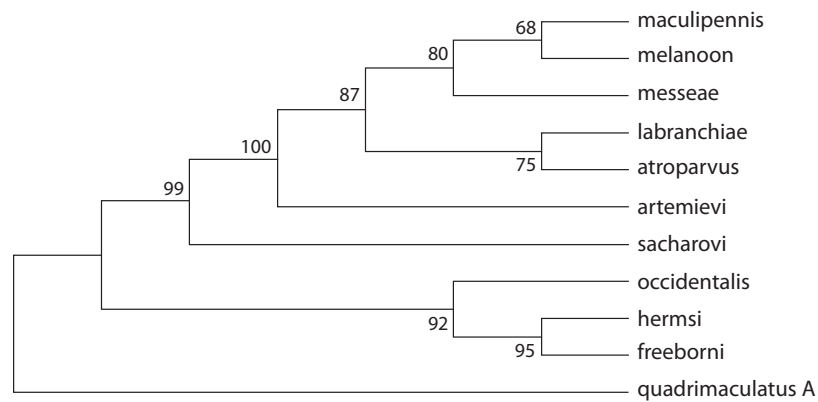 68 maculipennis
80 melanoon
87 messeae
labranchiae
100 75 atroparvus
99 artemievi
sacharovi
occidentalis
92 hermsi
95 freeborni
quadrimaculatus A